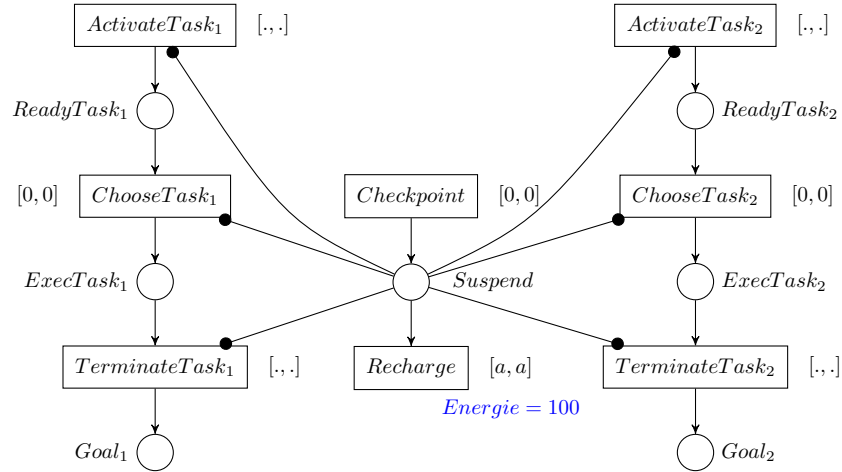 ActivateTask₁ [.,.] ActivateTask₂ [.,.]
ReadyTask₁ ReadyTask₂
[0,0] ChooseTask₁ Checkpoint [0,0] ChooseTask₂ [0,0]
ExecTask₁ Suspend ExecTask₂
TerminateTask₁ [.,.] Recharge [a,a] TerminateTask₂ [.,.]
Energie = 100
Goal₁ Goal₂